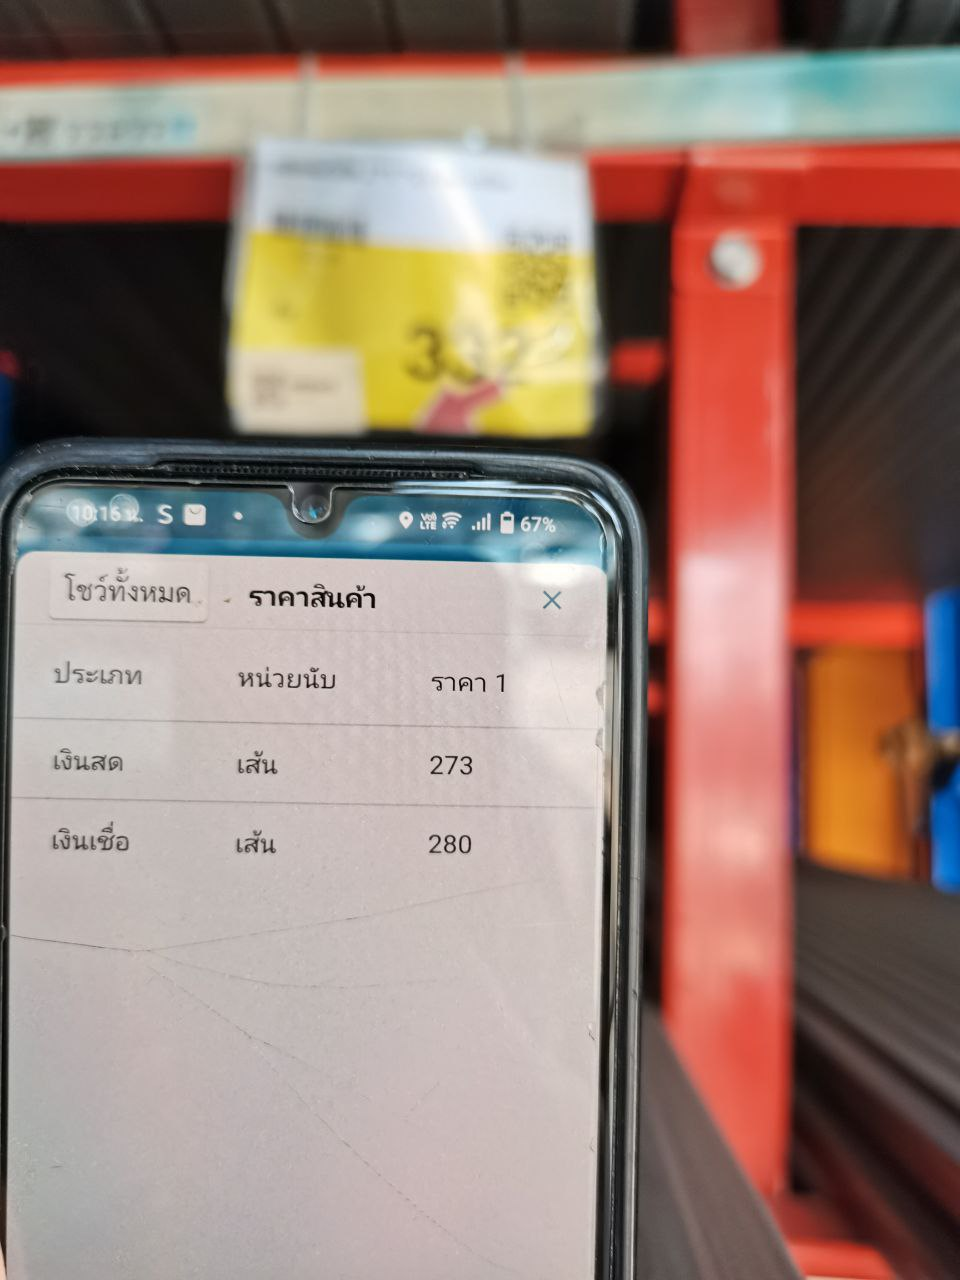 332
10:16 น. S VoLTE 67%
โชว์ทั้งหมด ราคาสินค้า
ประเภท หน่วยนับ ราคา 1
เงินสด เส้น 273
เงินเชื่อ เส้น 280